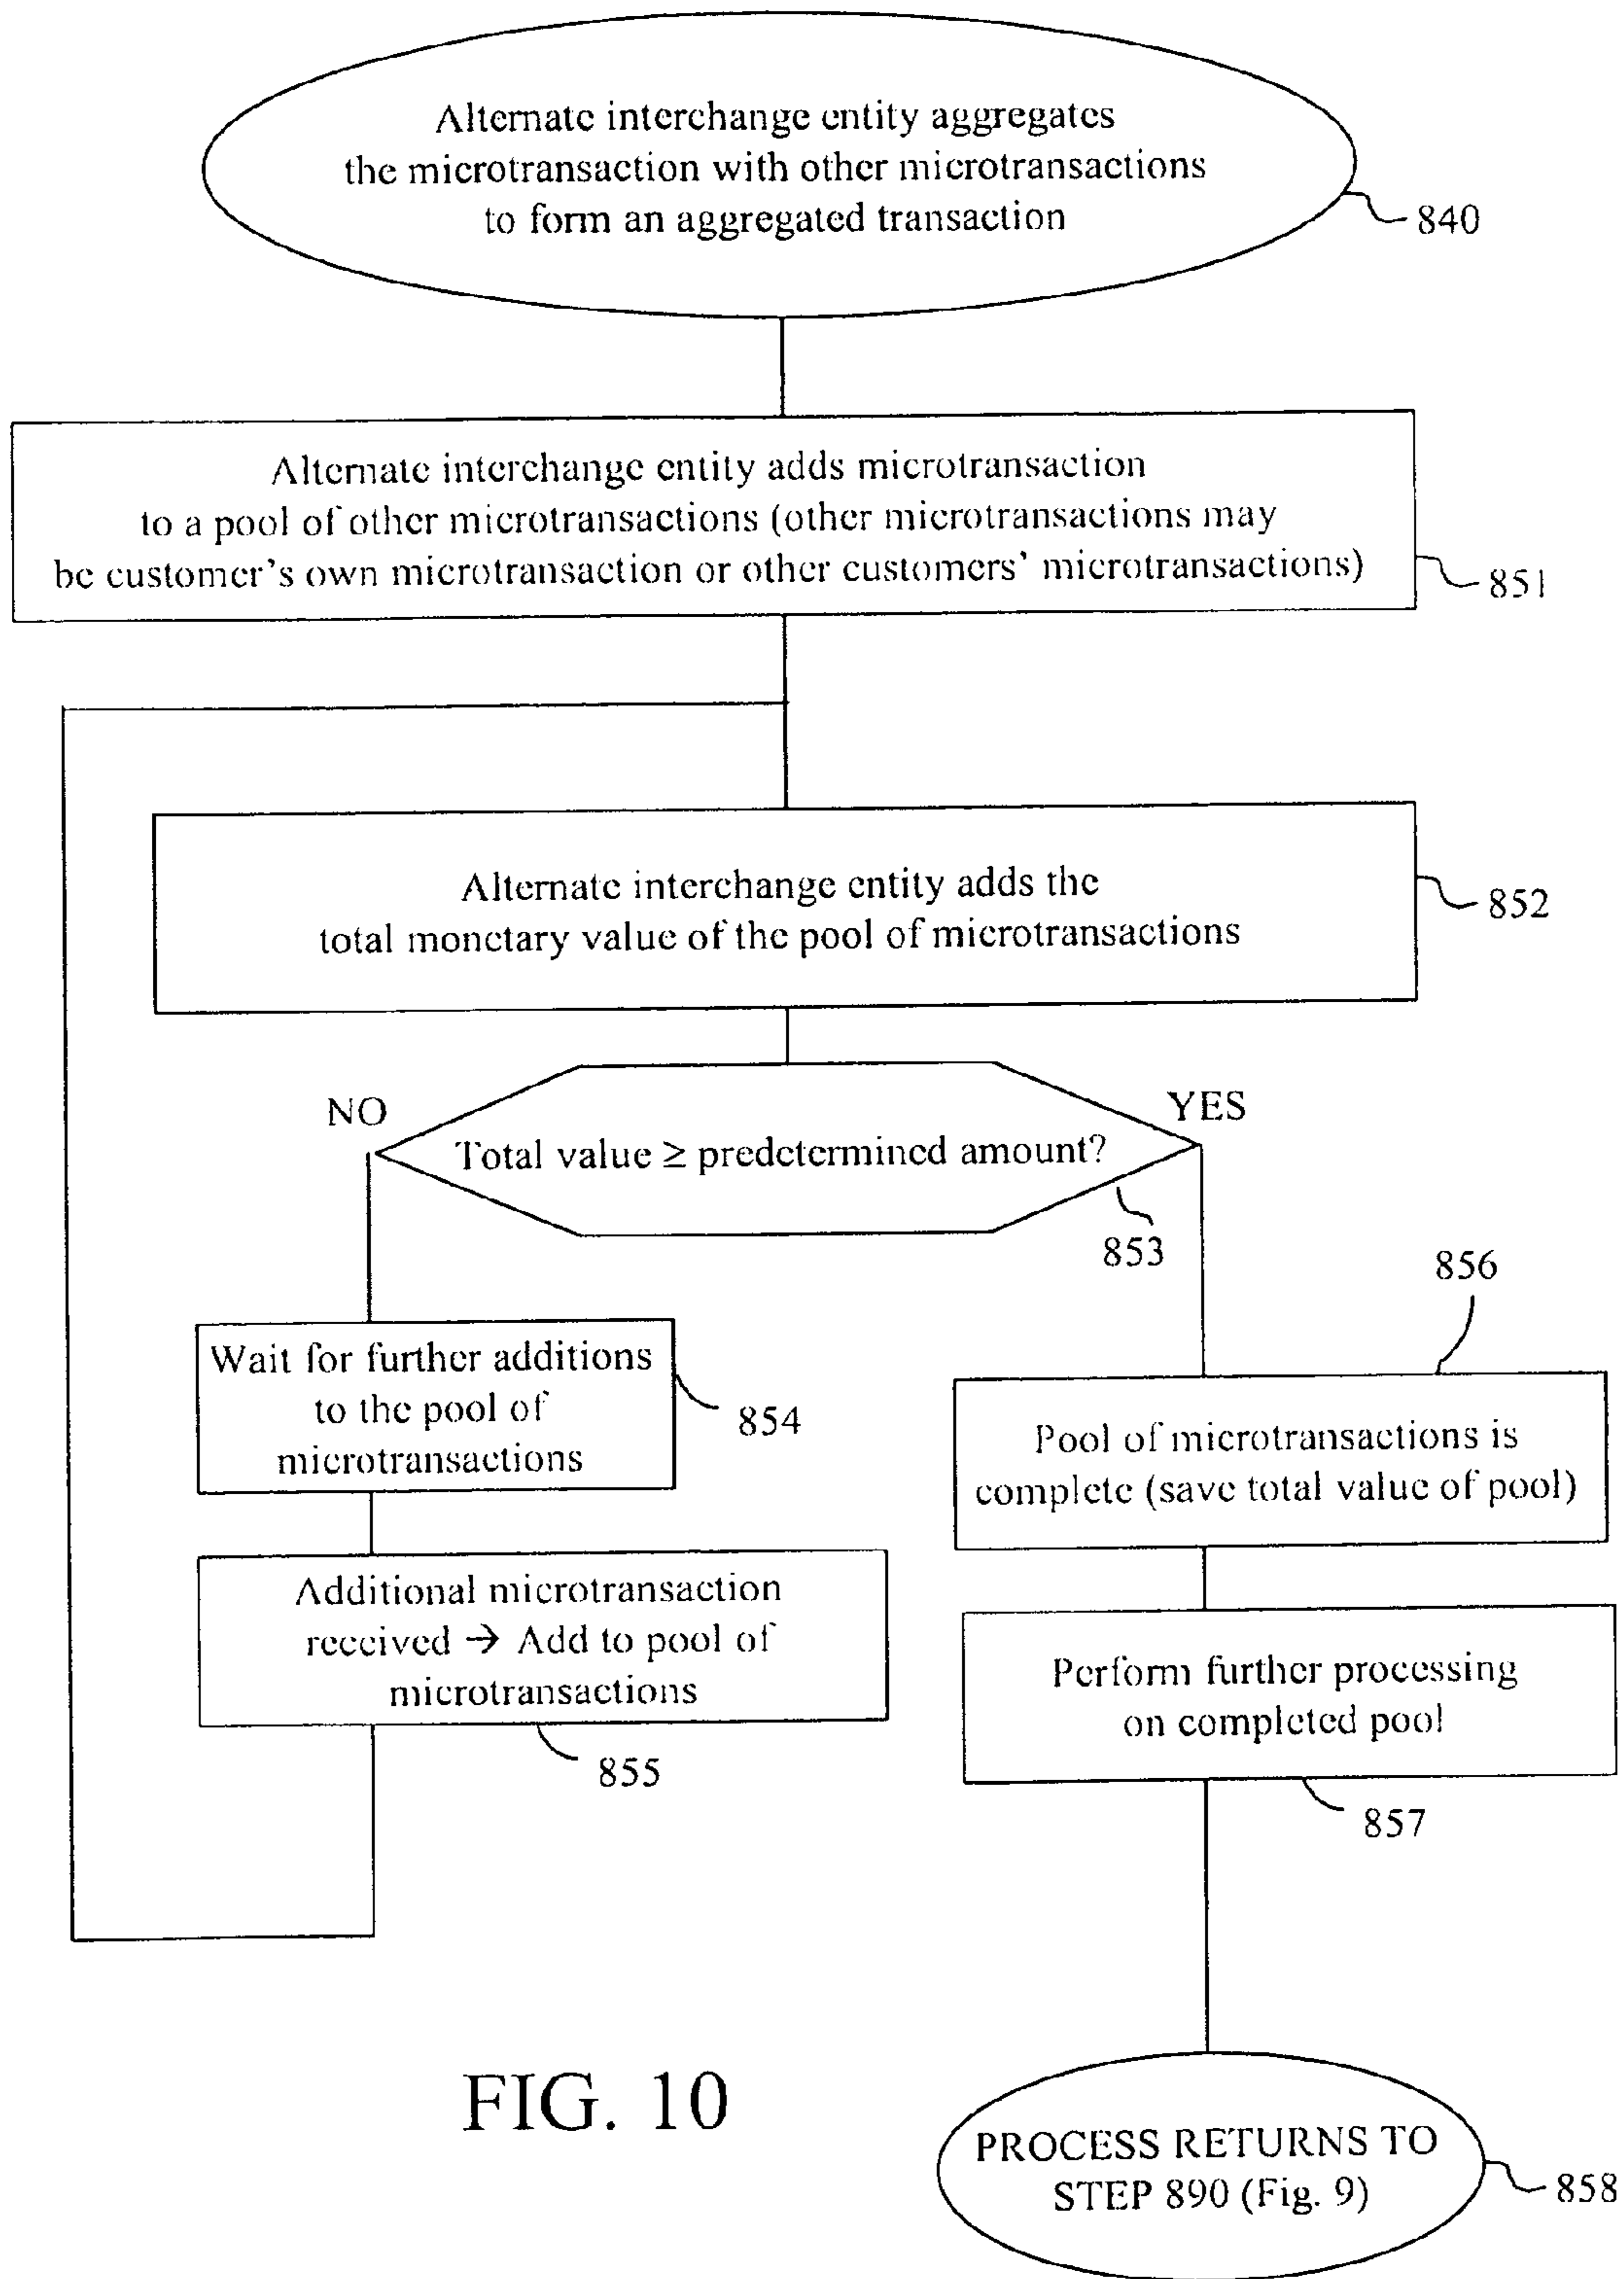 Alternate interchange entity aggregates
the microtransaction with other microtransactions
to form an aggregated transaction
840
Alternate interchange entity adds microtransaction
to a pool of other microtransactions (other microtransactions may
be customer's own microtransaction or other customers' microtransactions)
851
Alternate interchange entity adds the
total monetary value of the pool of microtransactions
852
NO
YES
Total value ≥ predetermined amount?
853
Wait for further additions
to the pool of
microtransactions
854
856
Pool of microtransactions is
complete (save total value of pool)
Additional microtransaction
received → Add to pool of
microtransactions
855
Perform further processing
on completed pool
857
FIG. 10
PROCESS RETURNS TO
STEP 890 (Fig. 9)
858